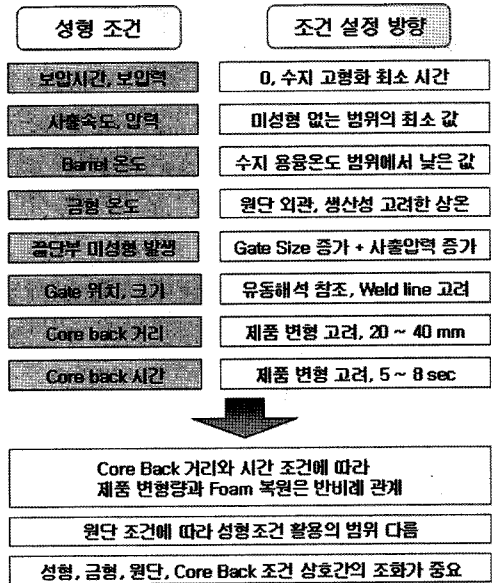 성형 조건 조건 설정 방향
보압시간, 보압력 0, 수지 고형화 최소 시간
사출속도, 압력 미성형 없는 범위의 최소 값
Barrel 온도 수지 용융온도 범위에서 낮은 값
금형 온도 원단 외관, 생산성 고려한 상온
끝단부 미성형 발생 Gate Size 증가 + 사출압력 증가
Gate 위치, 크기 유동해석 참조, Weld line 고려
Core back 거리 제품 변형 고려, 20 ~ 40 mm
Core back 시간 제품 변형 고려, 5 ~ 8 sec
Core Back 거리와 시간 조건에 따라
제품 변형량과 Foam 복원은 반비례 관계
원단 조건에 따라 성형조건 활용의 범위 다름
성형, 금형, 원단, Core Back 조건 상호간의 조화가 중요